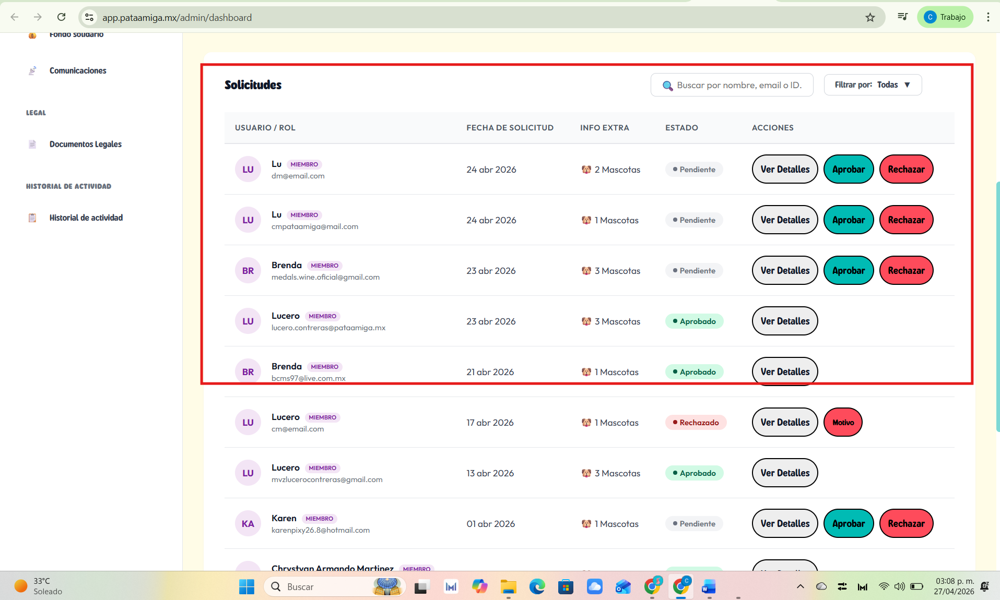 app.pataamiga.mx/admin/dashboard
C Trabajo
Fondo solidario
Comunicaciones
LEGAL
Documentos Legales
HISTORIAL DE ACTIVIDAD
Historial de actividad
Solicitudes
Buscar por nombre, email o ID.
Filtrar por: Todas ▼
USUARIO / ROL FECHA DE SOLICITUD INFO EXTRA ESTADO ACCIONES
LU Lu MIEMBRO
dm@email.com
24 abr 2026 2 Mascotas Pendiente Ver Detalles Aprobar Rechazar
LU Lu MIEMBRO
cmpataamiga@mail.com
24 abr 2026 1 Mascotas Pendiente Ver Detalles Aprobar Rechazar
BR Brenda MIEMBRO
medals.wine.oficial@gmail.com
23 abr 2026 3 Mascotas Pendiente Ver Detalles Aprobar Rechazar
LU Lucero MIEMBRO
lucero.contreras@pataamiga.mx
23 abr 2026 3 Mascotas Aprobado Ver Detalles
BR Brenda MIEMBRO
bcms97@live.com.mx
21 abr 2026 1 Mascotas Aprobado Ver Detalles
LU Lucero MIEMBRO
cm@email.com
17 abr 2026 1 Mascotas Rechazado Ver Detalles Motivo
LU Lucero MIEMBRO
mvzlucerocontreras@gmail.com
13 abr 2026 3 Mascotas Aprobado Ver Detalles
KA Karen MIEMBRO
karenpixy26.8@hotmail.com
01 abr 2026 1 Mascotas Pendiente Ver Detalles Aprobar Rechazar
Chrystyan Armando Martinez MIEMBRO
33°C
Soleado
Buscar
03:08 p. m.
27/04/2026